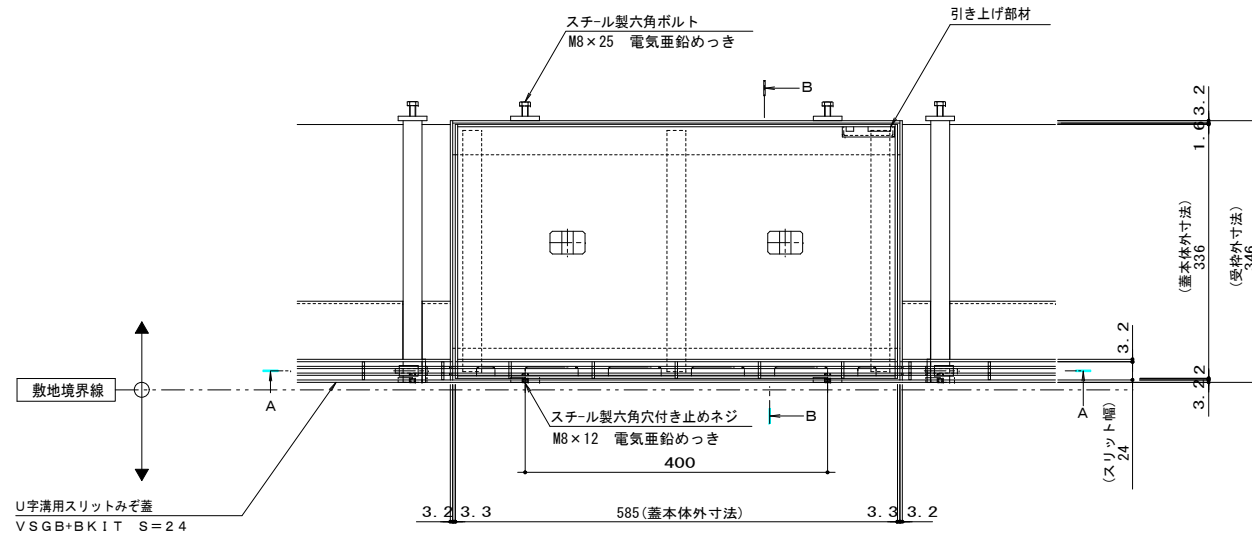 スチール製六角ボルト
M8×25 電気亜鉛めっき
引き上げ部材
B
3.2
1.6
(蓋本体外寸法)
336
(受枠外寸法)
346
3.2
敷地境界線
A
A
スチール製六角穴付き止めネジ
M8×12 電気亜鉛めっき
B
400
3.2
2
(スリット幅)
24
U字溝用スリットみぞ蓋
VSGB+BKIT S=24
3.2
3.3
585(蓋本体外寸法)
3.3
3.2